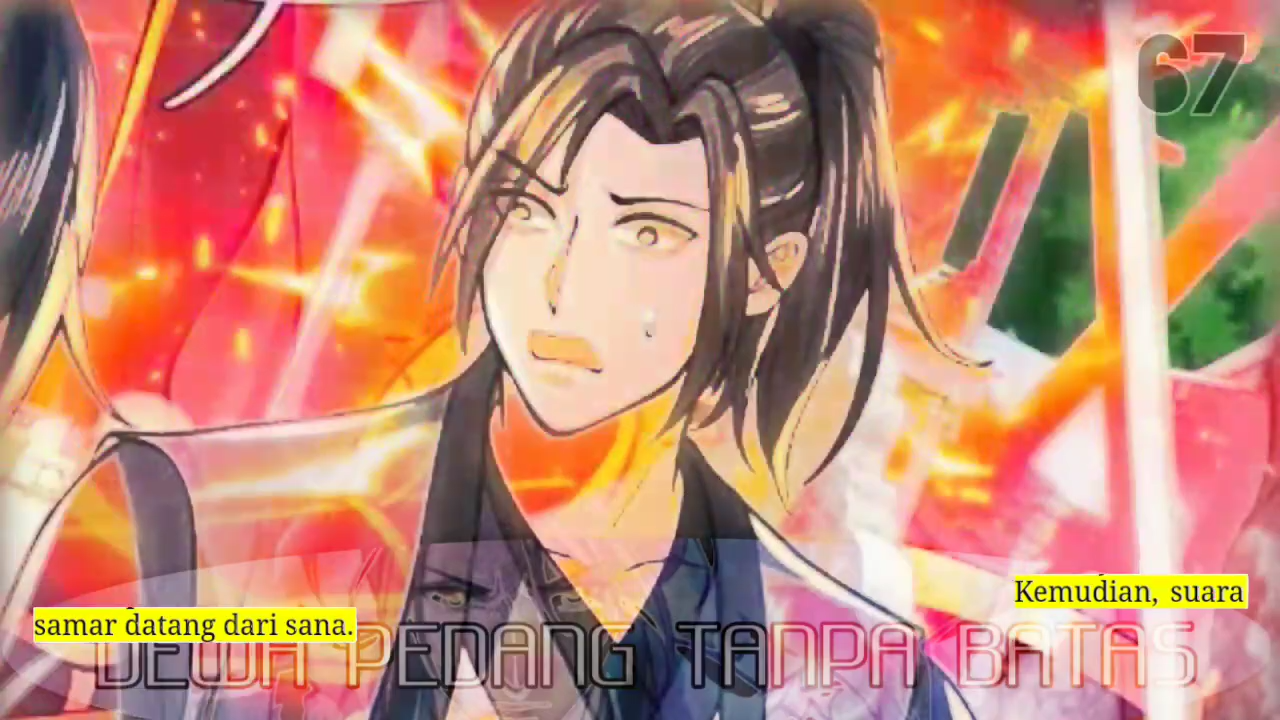 67
Kemudian, suara
samar datang dari sana.
DEWA PEDANG TANPA BATAS